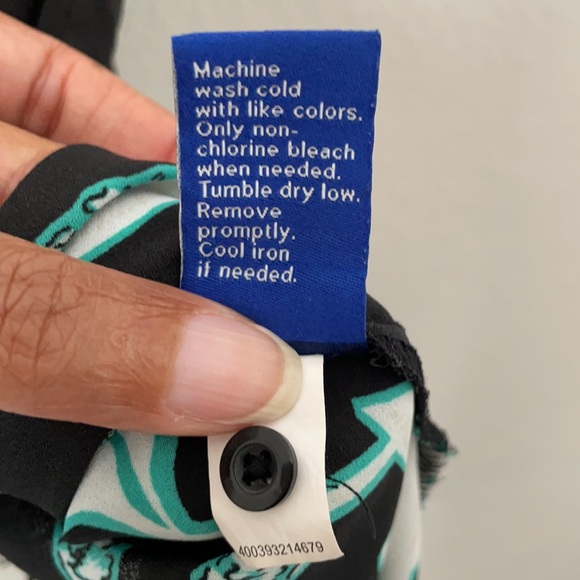 Machine
wash cold
with like colors.
Only non-
chlorine bleach
when needed.
Tumble dry low.
Remove
promptly.
Cool iron
if needed.
400393214679